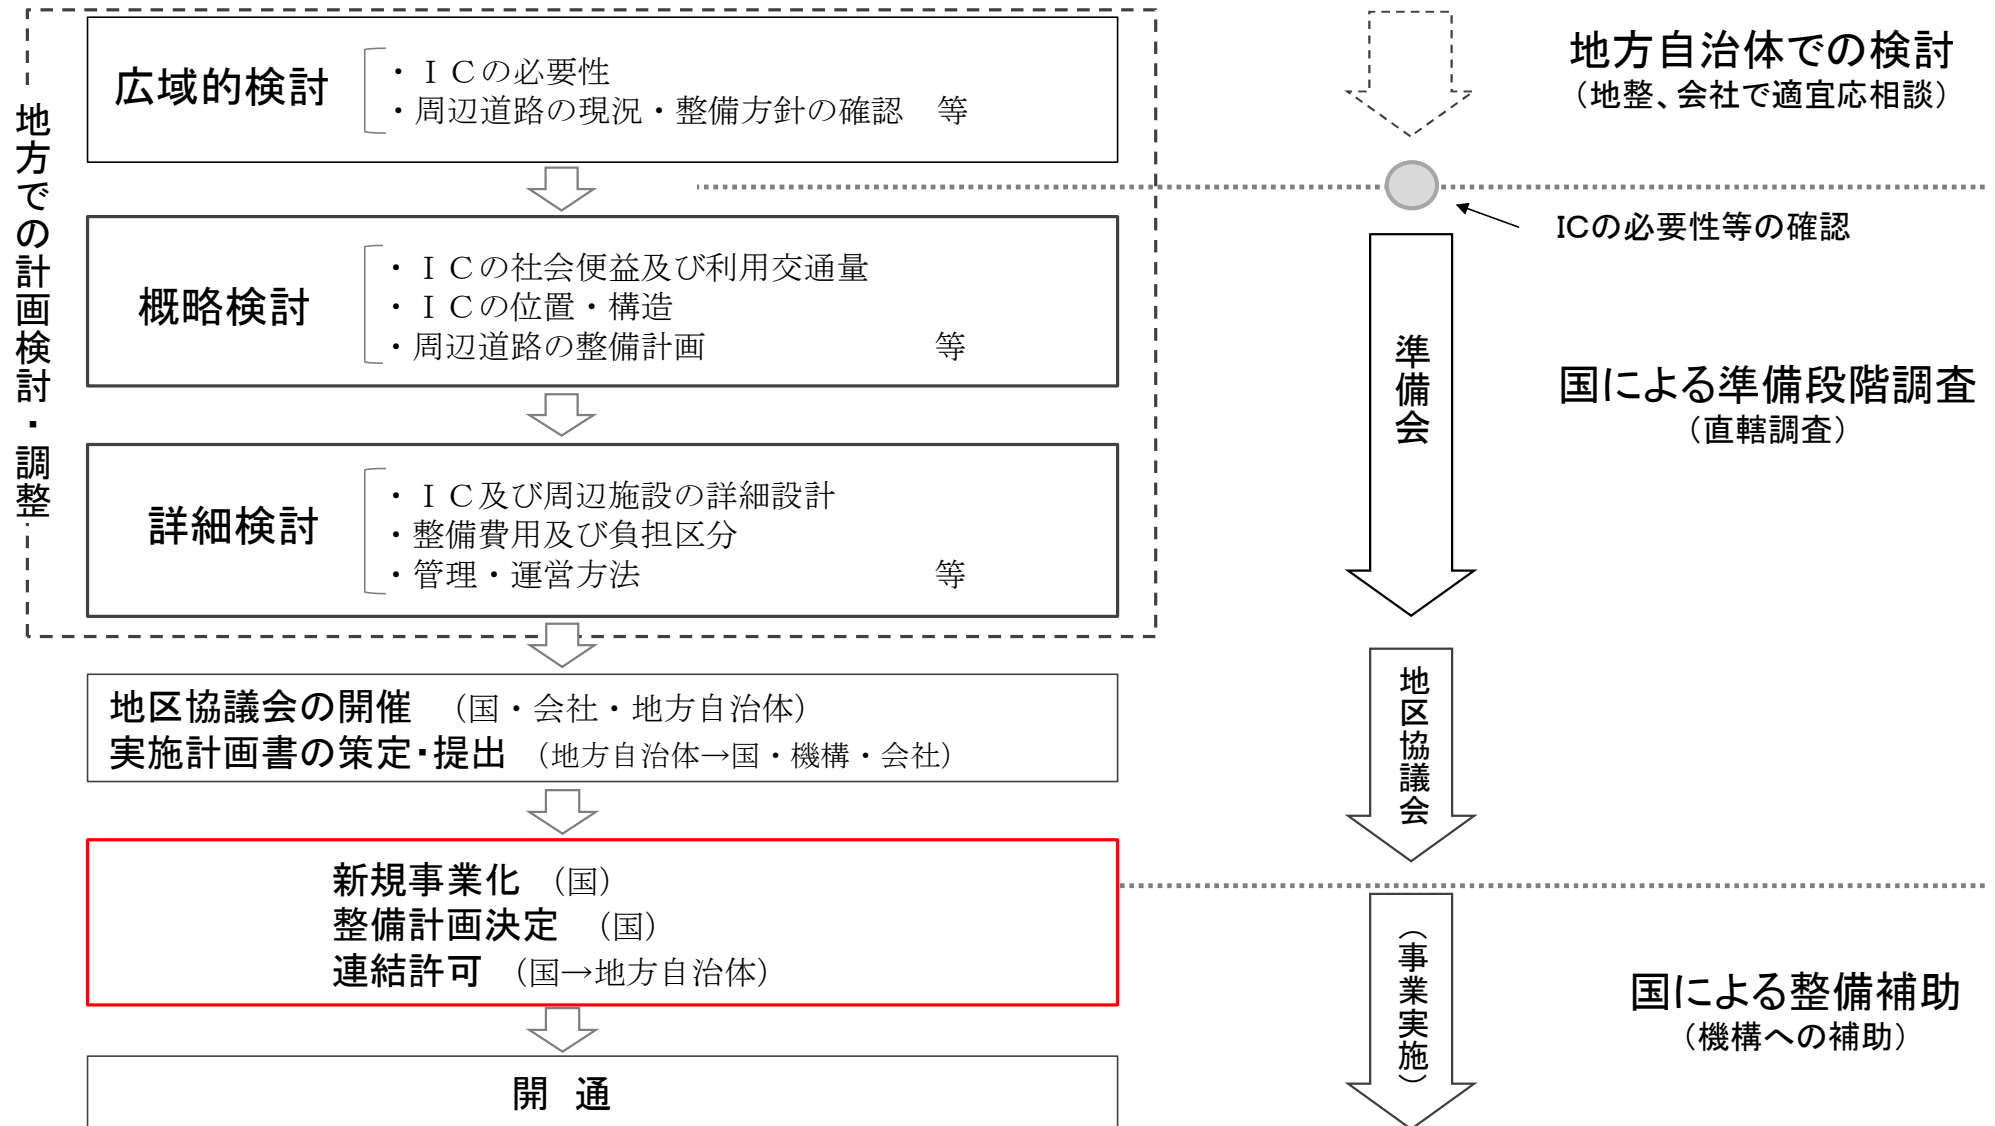 地方での計画検討・調整
広域的検討
・ＩＣの必要性
・周辺道路の現況・整備方針の確認　等
概略検討
・ＩＣの社会便益及び利用交通量
・ＩＣの位置・構造
・周辺道路の整備計画　等
詳細検討
・ＩＣ及び周辺施設の詳細設計
・整備費用及び負担区分
・管理・運営方法　等
地区協議会の開催　（国・会社・地方自治体）
実施計画書の策定・提出　（地方自治体→国・機構・会社）
新規事業化　（国）
整備計画決定　（国）
連結許可　（国→地方自治体）
開　通
地方自治体での検討
（地整、会社で適宜応相談）
ICの必要性等の確認
準備会
国による準備段階調査
（直轄調査）
地区協議会
（事業実施）
国による整備補助
（機構への補助）